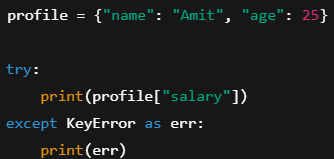 profile = {"name": "Amit", "age": 25}

try:
    print(profile["salary"])
except KeyError as err:
    print(err)